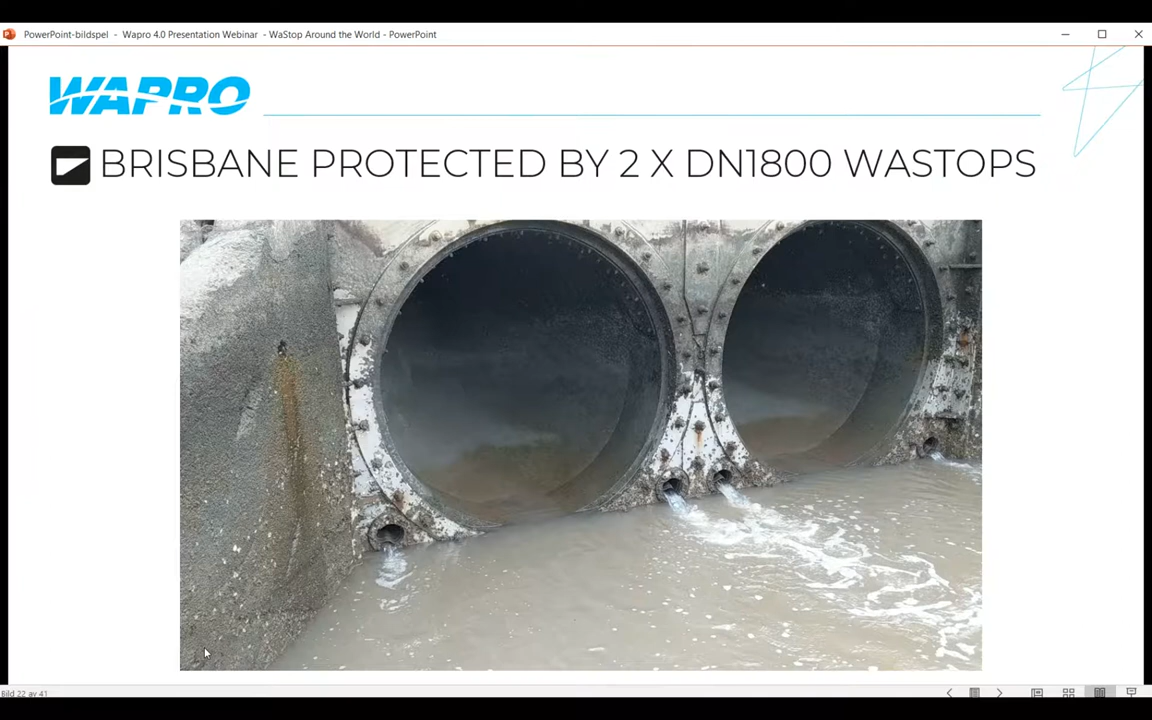 PowerPoint-bildspel - Wapro 4.0 Presentation Webinar - WaStop Around the World - PowerPoint
WAPRO
BRISBANE PROTECTED BY 2 X DN1800 WASTOPS
Bild 22 av 41